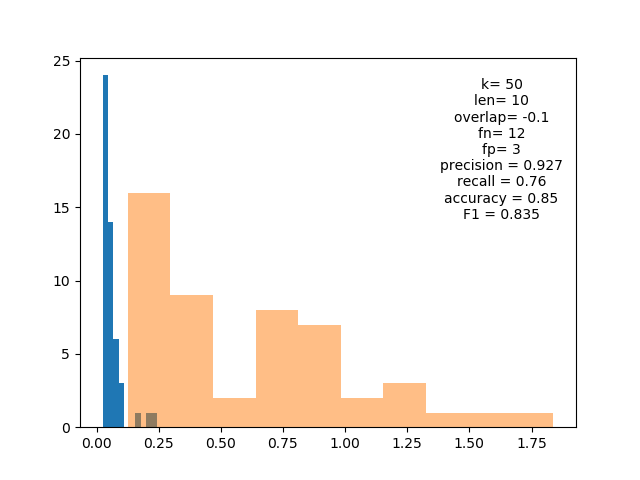 25
20
15
10
5
0
k= 50
len= 10
overlap= -0.1
fn= 12
fp= 3
precision = 0.927
recall = 0.76
accuracy = 0.85
F1 = 0.835
0.00 0.25 0.50 0.75 1.00 1.25 1.50 1.75